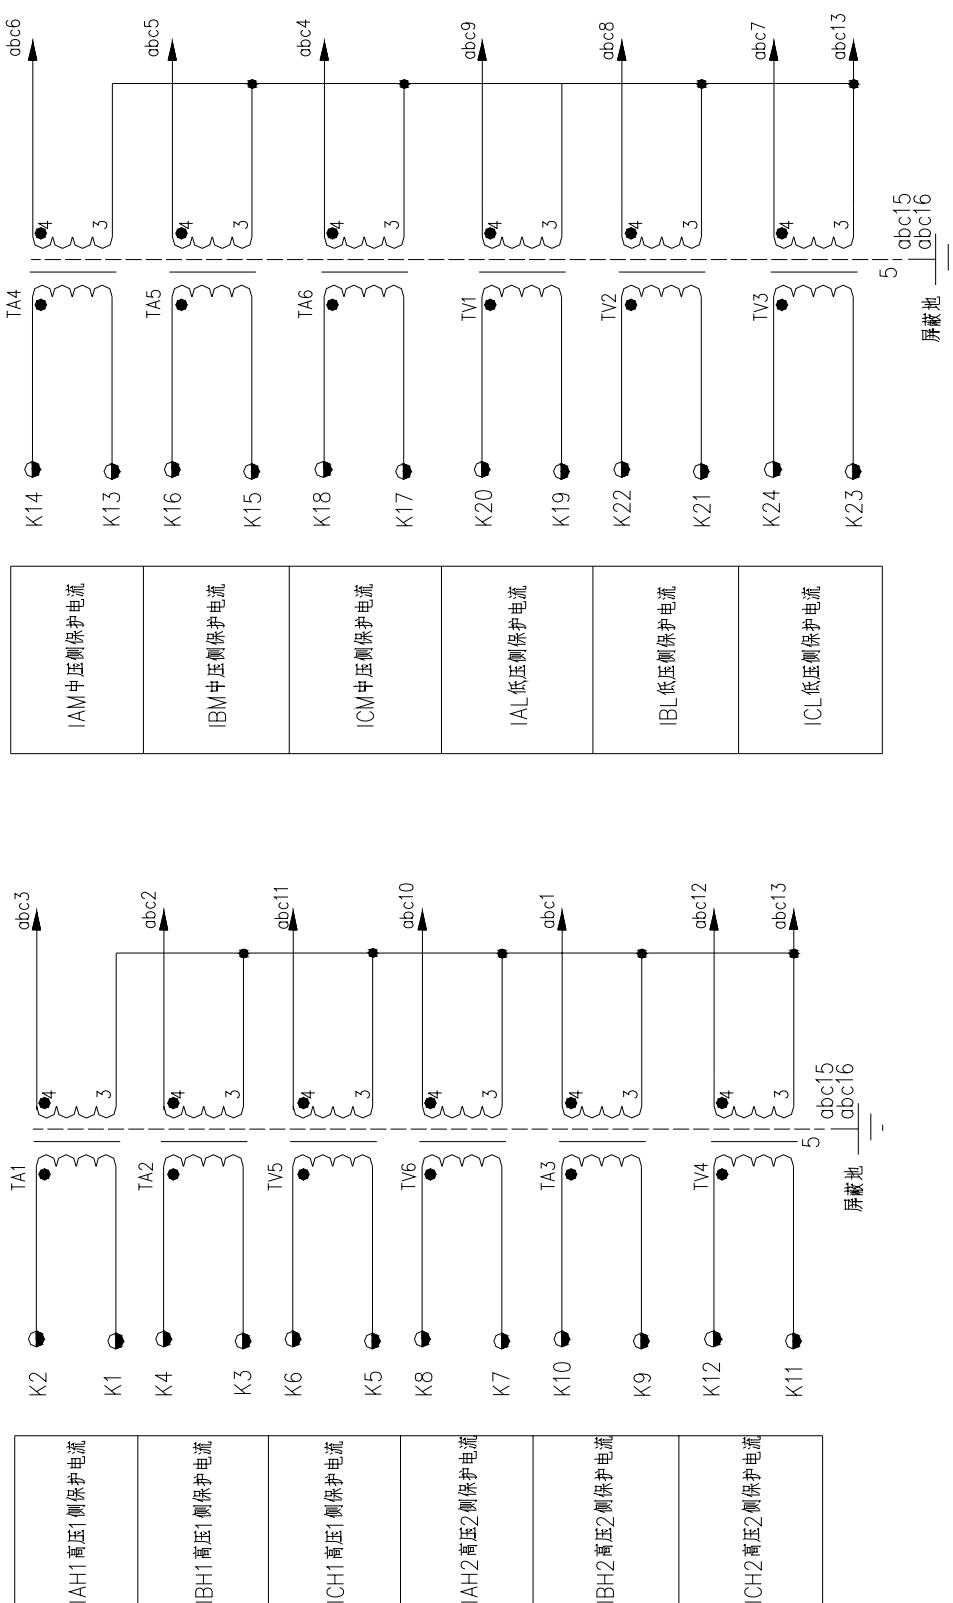 abc6
abc5
abc4
abc9
abc8
abc7
abc13
4
3
4
3
4
3
4
3
4
3
4
3
abc15
abc16
5
屏蔽地
TA4
TA5
TA6
TV1
TV2
TV3
K14
K13
K16
K15
K18
K17
K20
K19
K22
K21
K24
K23
IAM中压侧保护电流
IBM中压侧保护电流
ICM中压侧保护电流
IAL低压侧保护电流
IBL低压侧保护电流
ICL低压侧保护电流
abc3
abc2
abc11
abc10
abc1
abc12
abc13
4
3
4
3
4
3
4
3
4
3
4
3
abc15
abc16
5
屏蔽地
TA1
TA2
TV5
TV6
TA3
TV4
K2
K1
K4
K3
K6
K5
K8
K7
K10
K9
K12
K11
IAH1高压1侧保护电流
IBH1高压1侧保护电流
ICH1高压1侧保护电流
IAH2高压2侧保护电流
IBH2高压2侧保护电流
ICH2高压2侧保护电流